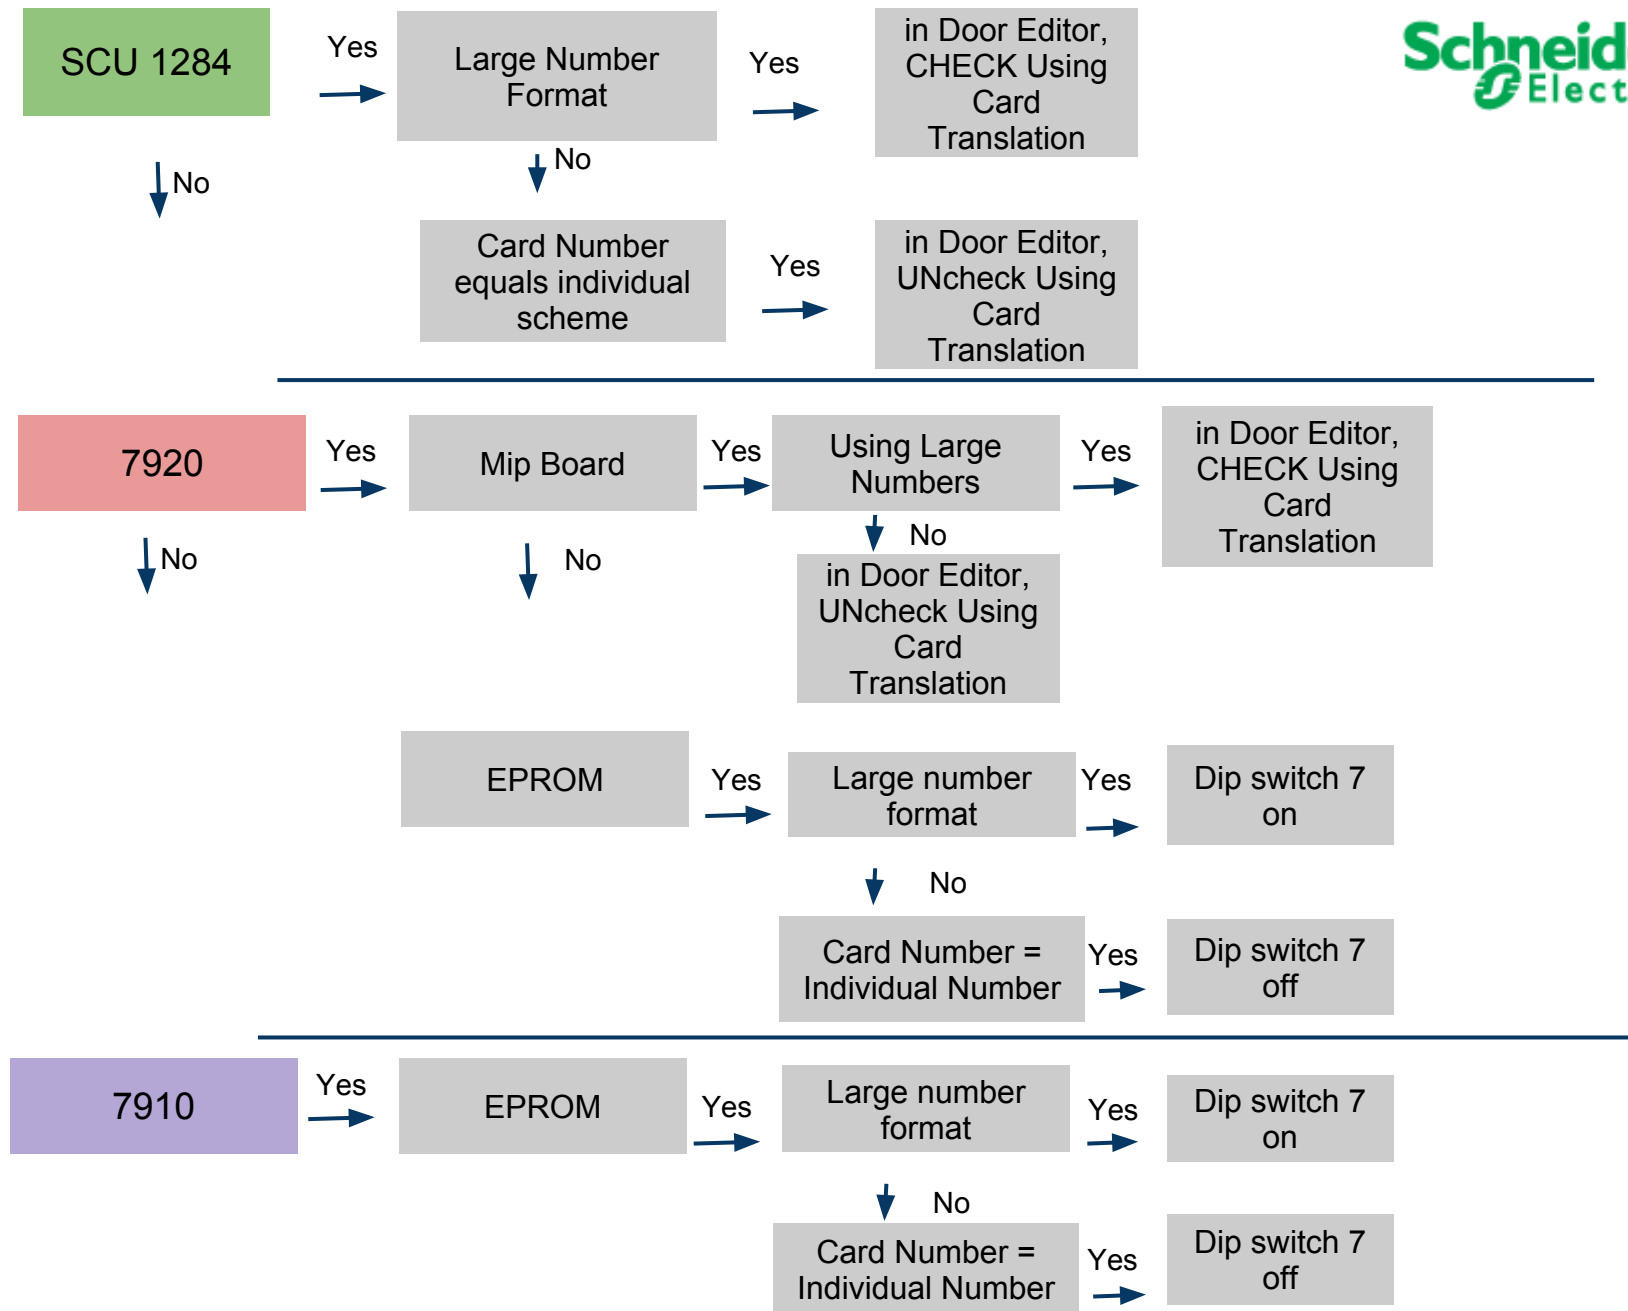 SCU 1284
Yes
Large Number
Format
Yes
in Door Editor,
CHECK Using
Card
Translation
Schneid
Elect
No
No
Card Number
equals individual
scheme
Yes
in Door Editor,
UNcheck Using
Card
Translation
7920
Yes
Mip Board
Yes
Using Large
Numbers
Yes
in Door Editor,
CHECK Using
Card
Translation
No
No
No
in Door Editor,
UNcheck Using
Card
Translation
EPROM
Yes
Large number
format
Yes
Dip switch 7
on
No
Card Number =
Individual Number
Yes
Dip switch 7
off
7910
Yes
EPROM
Yes
Large number
format
Yes
Dip switch 7
on
No
Card Number =
Individual Number
Yes
Dip switch 7
off